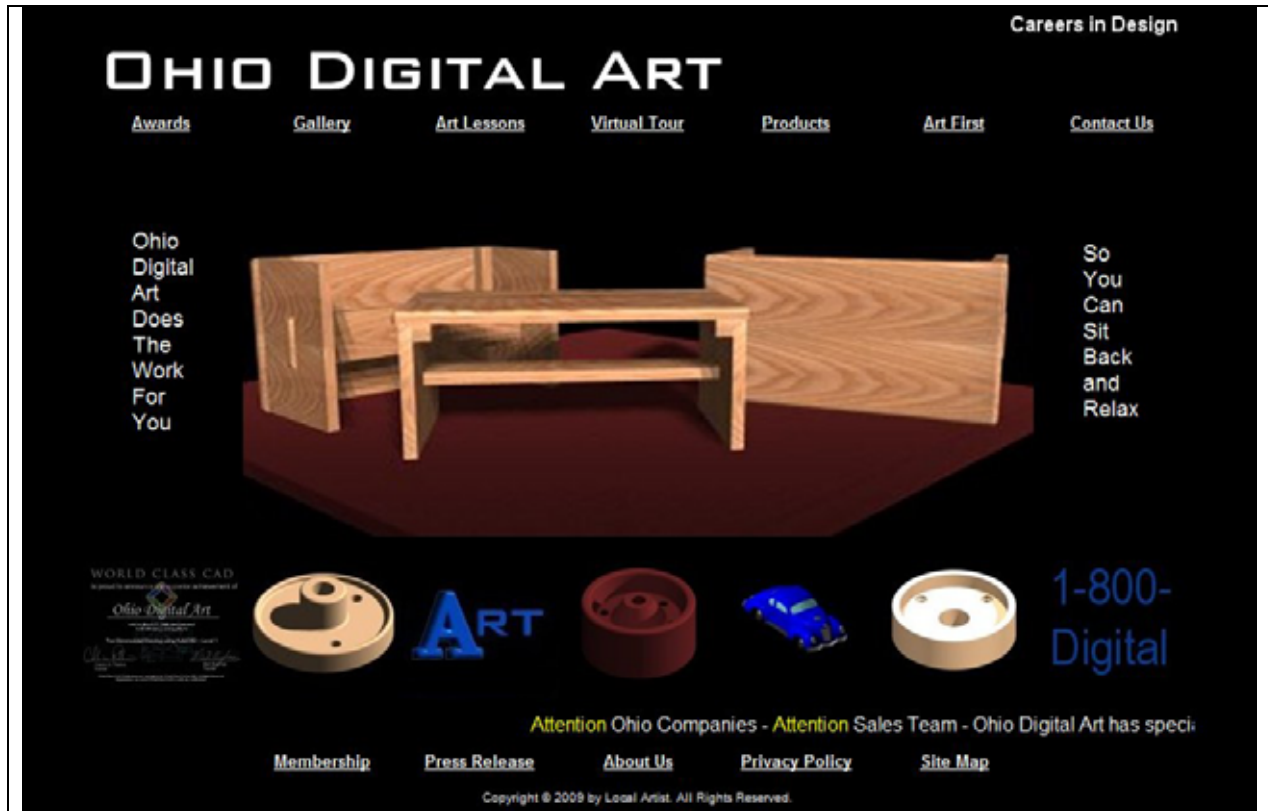 Careers in Design
OHIO DIGITAL ART
Awards Gallery Art Lessons Virtual Tour Products Art First Contact Us
Ohio
Digital
Art
Does
The
Work
For
You
So
You
Can
Sit
Back
and
Relax
WORLD CLASS CAD
Ohio Digital Art
ART
1-800-
Digital
Attention Ohio Companies - Attention Sales Team - Ohio Digital Art has speci
Membership Press Release About Us Privacy Policy Site Map
Copyright © 2009 by Local Artist. All Rights Reserved.